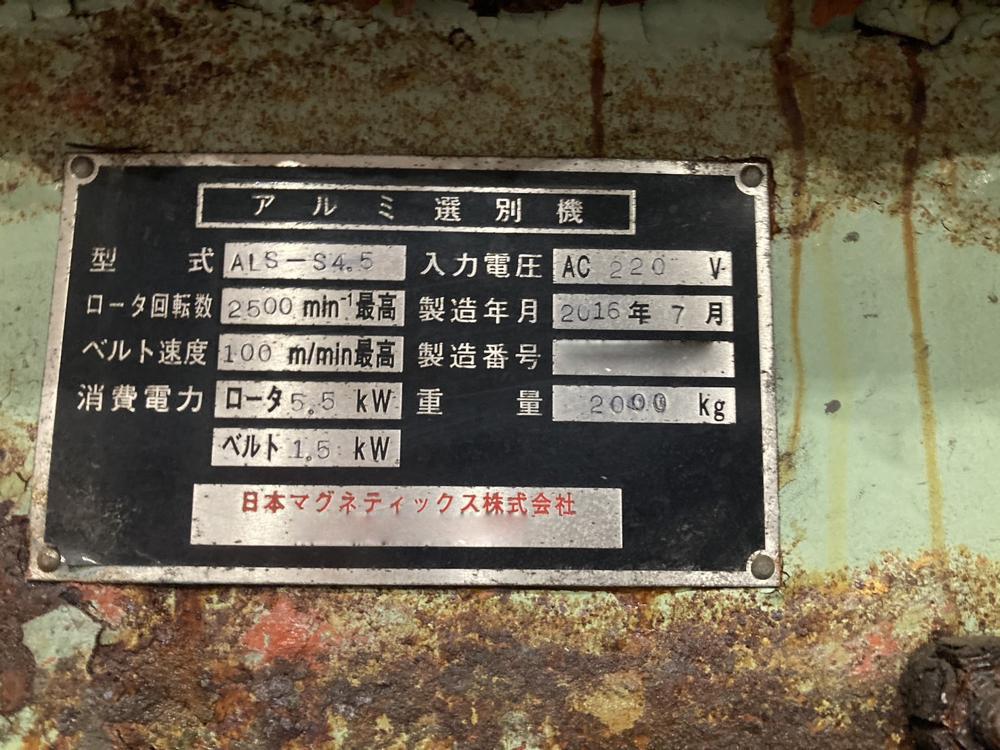 アルミ選別機
型式 ALS-S4.5 入力電圧 AC 220 V
ロータ回転数 2500 min⁻¹最高 製造年月 2016年 7月
ベルト速度 100 m/min最高 製造番号
消費電力 ロータ 5.5 kW 重量 2000 kg
ベルト 1.5 kW
日本マグネティックス株式会社